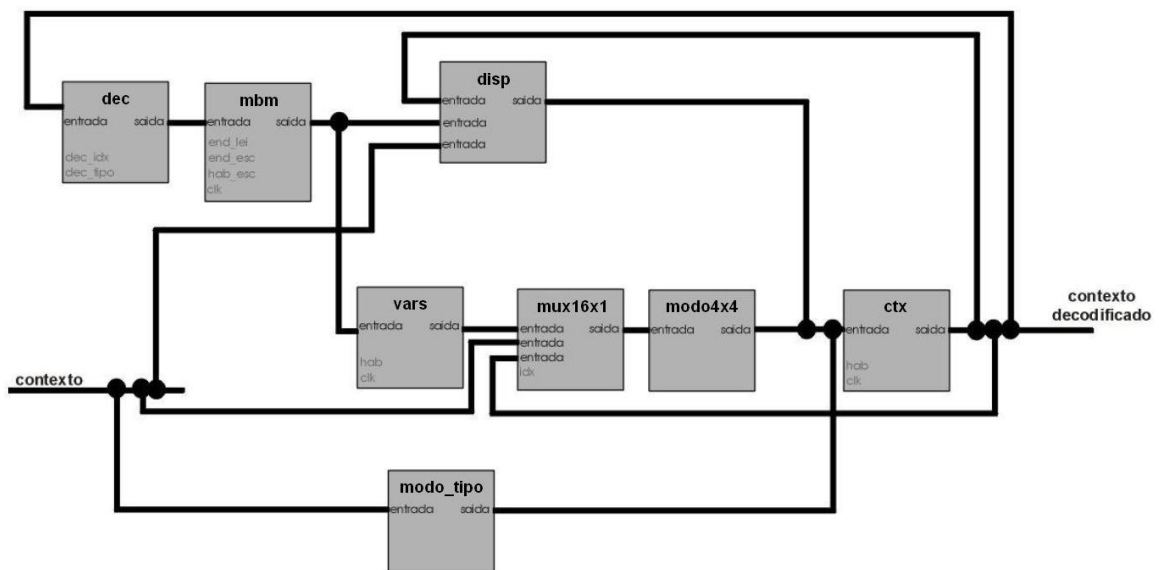 dec
entrada saida
dec_idx
dec_tipo
mbm
entrada saida
end_lei
end_esc
hab_esc
clk
disp
entrada saida
entrada
entrada
vars
entrada saida
hab
clk
mux16x1
entrada saida
entrada
entrada
idx
modo4x4
entrada saida
ctx
entrada saida
hab
clk
contexto
decodificado
contexto
modo_tipo
entrada saida